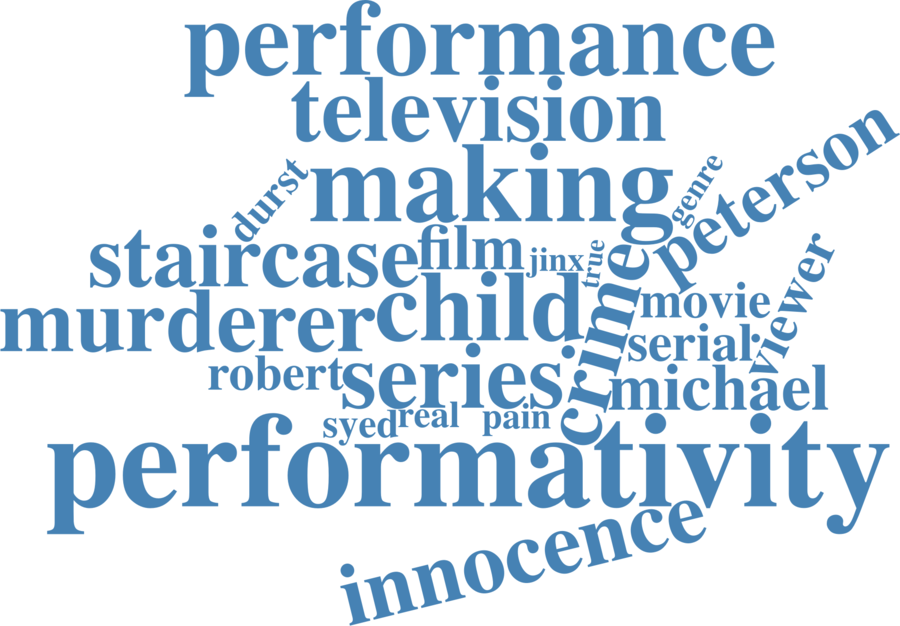 performance
television
making
durst
genre
peterson
staircase
film
jinx
true
murderer
child
crime
movie
viewer
serial
robert
series
michael
syed
real
pain
performativity
innocence